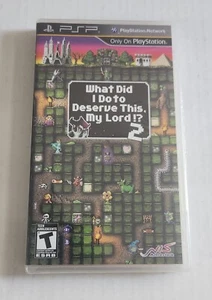 PSP
PlayStation Network
Only On PlayStation.
What Did
I Do to
Deserve This,
My Lord!?
2
TEEN
T
ESRB
NIS